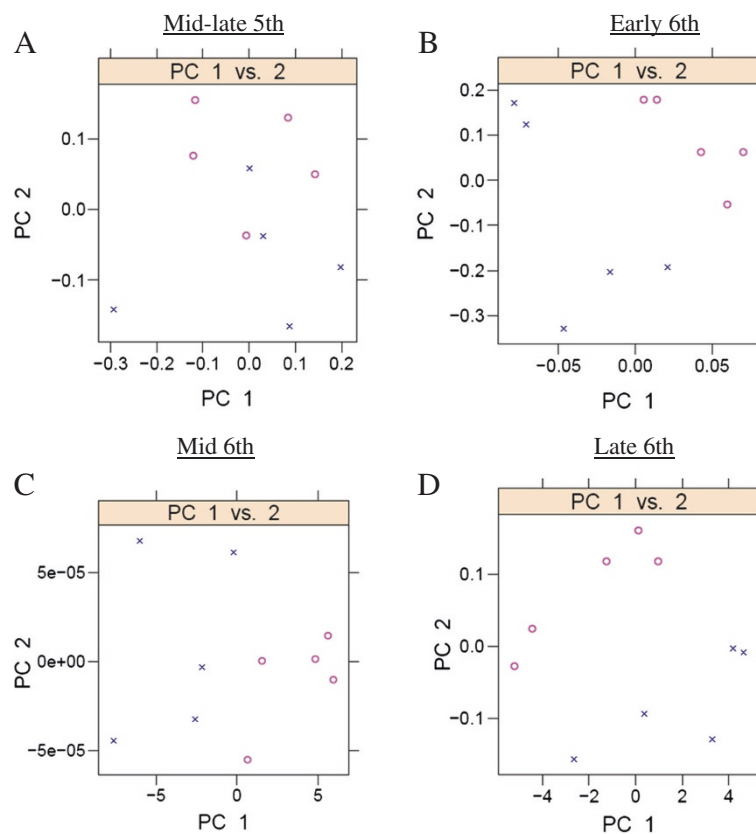 A
Mid-late 5th
PC 1 vs. 2
0.1
0.0
−0.1
PC 2
−0.3 −0.2 −0.1 0.0 0.1 0.2
PC 1
B
Early 6th
PC 1 vs. 2
0.2
0.1
0.0
−0.1
−0.2
−0.3
PC 2
−0.05 0.00 0.05
PC 1
C
Mid 6th
PC 1 vs. 2
5e−05
0e+00
−5e−05
PC 2
−5 0 5
PC 1
D
Late 6th
PC 1 vs. 2
0.1
0.0
−0.1
PC 2
−4 −2 0 2 4
PC 1